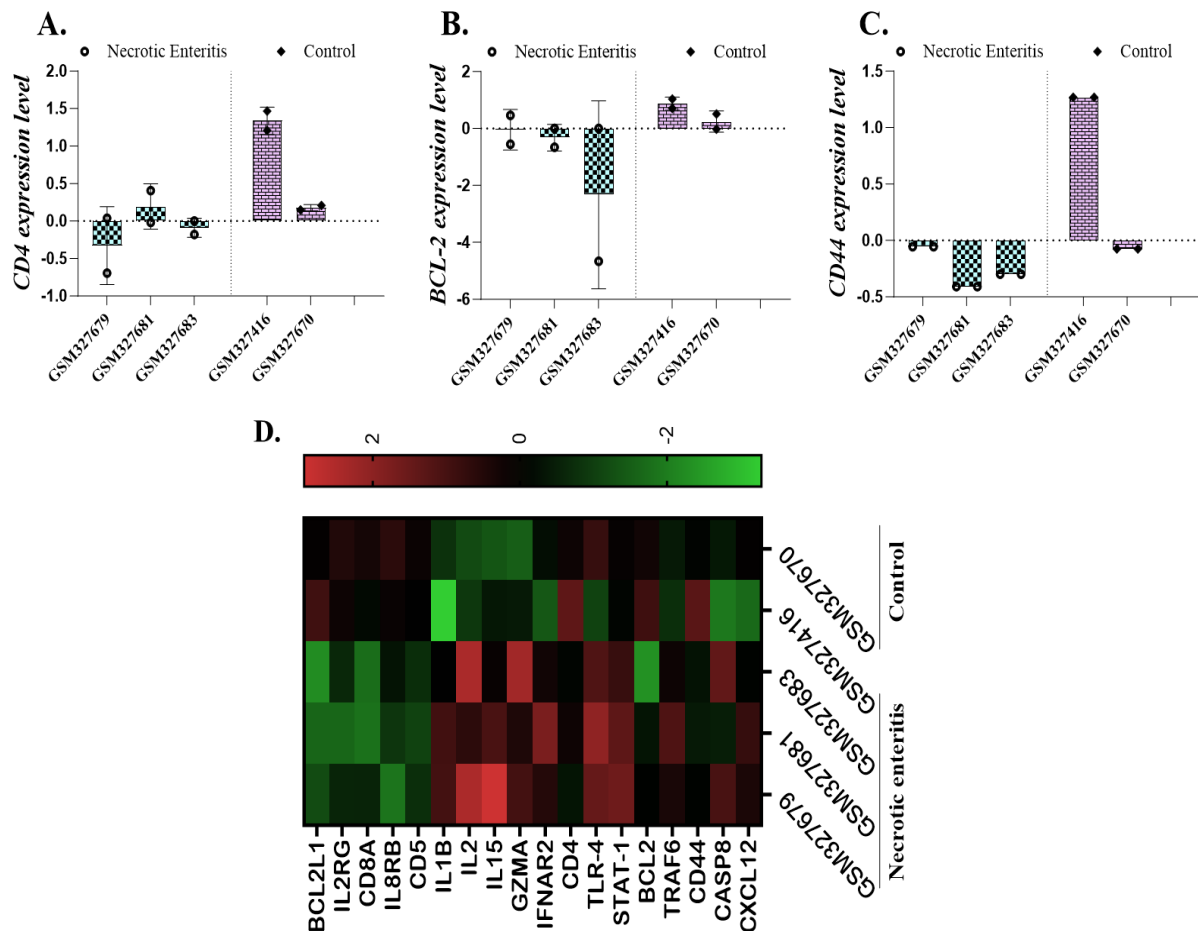 A.
Necrotic Enteritis
Control
CD4 expression level
2.0
1.5
1.0
0.5
0.0
-0.5
-1.0
GSM327679
GSM327681
GSM327683
GSM327416
GSM327670
B.
Necrotic Enteritis
Control
BCL-2 expression level
2
0
-2
-4
-6
GSM327679
GSM327681
GSM327683
GSM327416
GSM327670
C.
Necrotic Enteritis
Control
CD44 expression level
1.5
1.0
0.5
0.0
-0.5
GSM327679
GSM327681
GSM327683
GSM327416
GSM327670
D.
2
0
-2
GSM327670
GSM327416
GSM327683
GSM327681
GSM327679
Control
Necrotic enteritis
BCL2L1
IL2RG
CD8A
IL8RB
CD5
IL1B
IL2
IL15
GZMA
IFNAR2
CD4
TLR-4
STAT-1
BCL2
TRAF6
CD44
CASP8
CXCL12